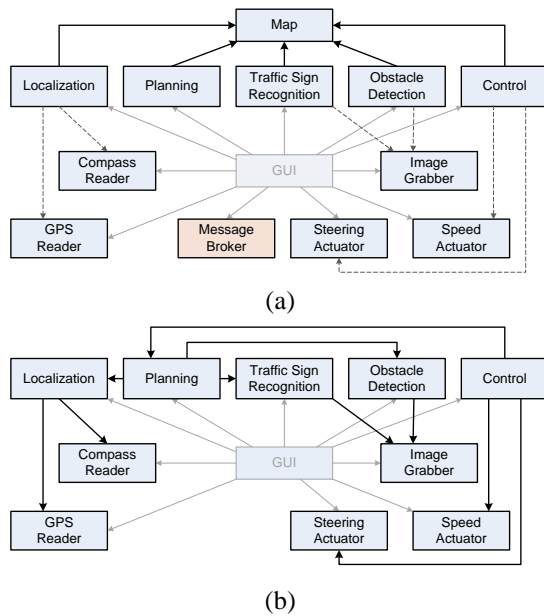 Map
Localization
Planning
Traffic Sign
Recognition
Obstacle
Detection
Control
Compass
Reader
GUI
Image
Grabber
GPS
Reader
Message
Broker
Steering
Actuator
Speed
Actuator
(a)
Localization
Planning
Traffic Sign
Recognition
Obstacle
Detection
Control
Compass
Reader
GUI
Image
Grabber
GPS
Reader
Steering
Actuator
Speed
Actuator
(b)